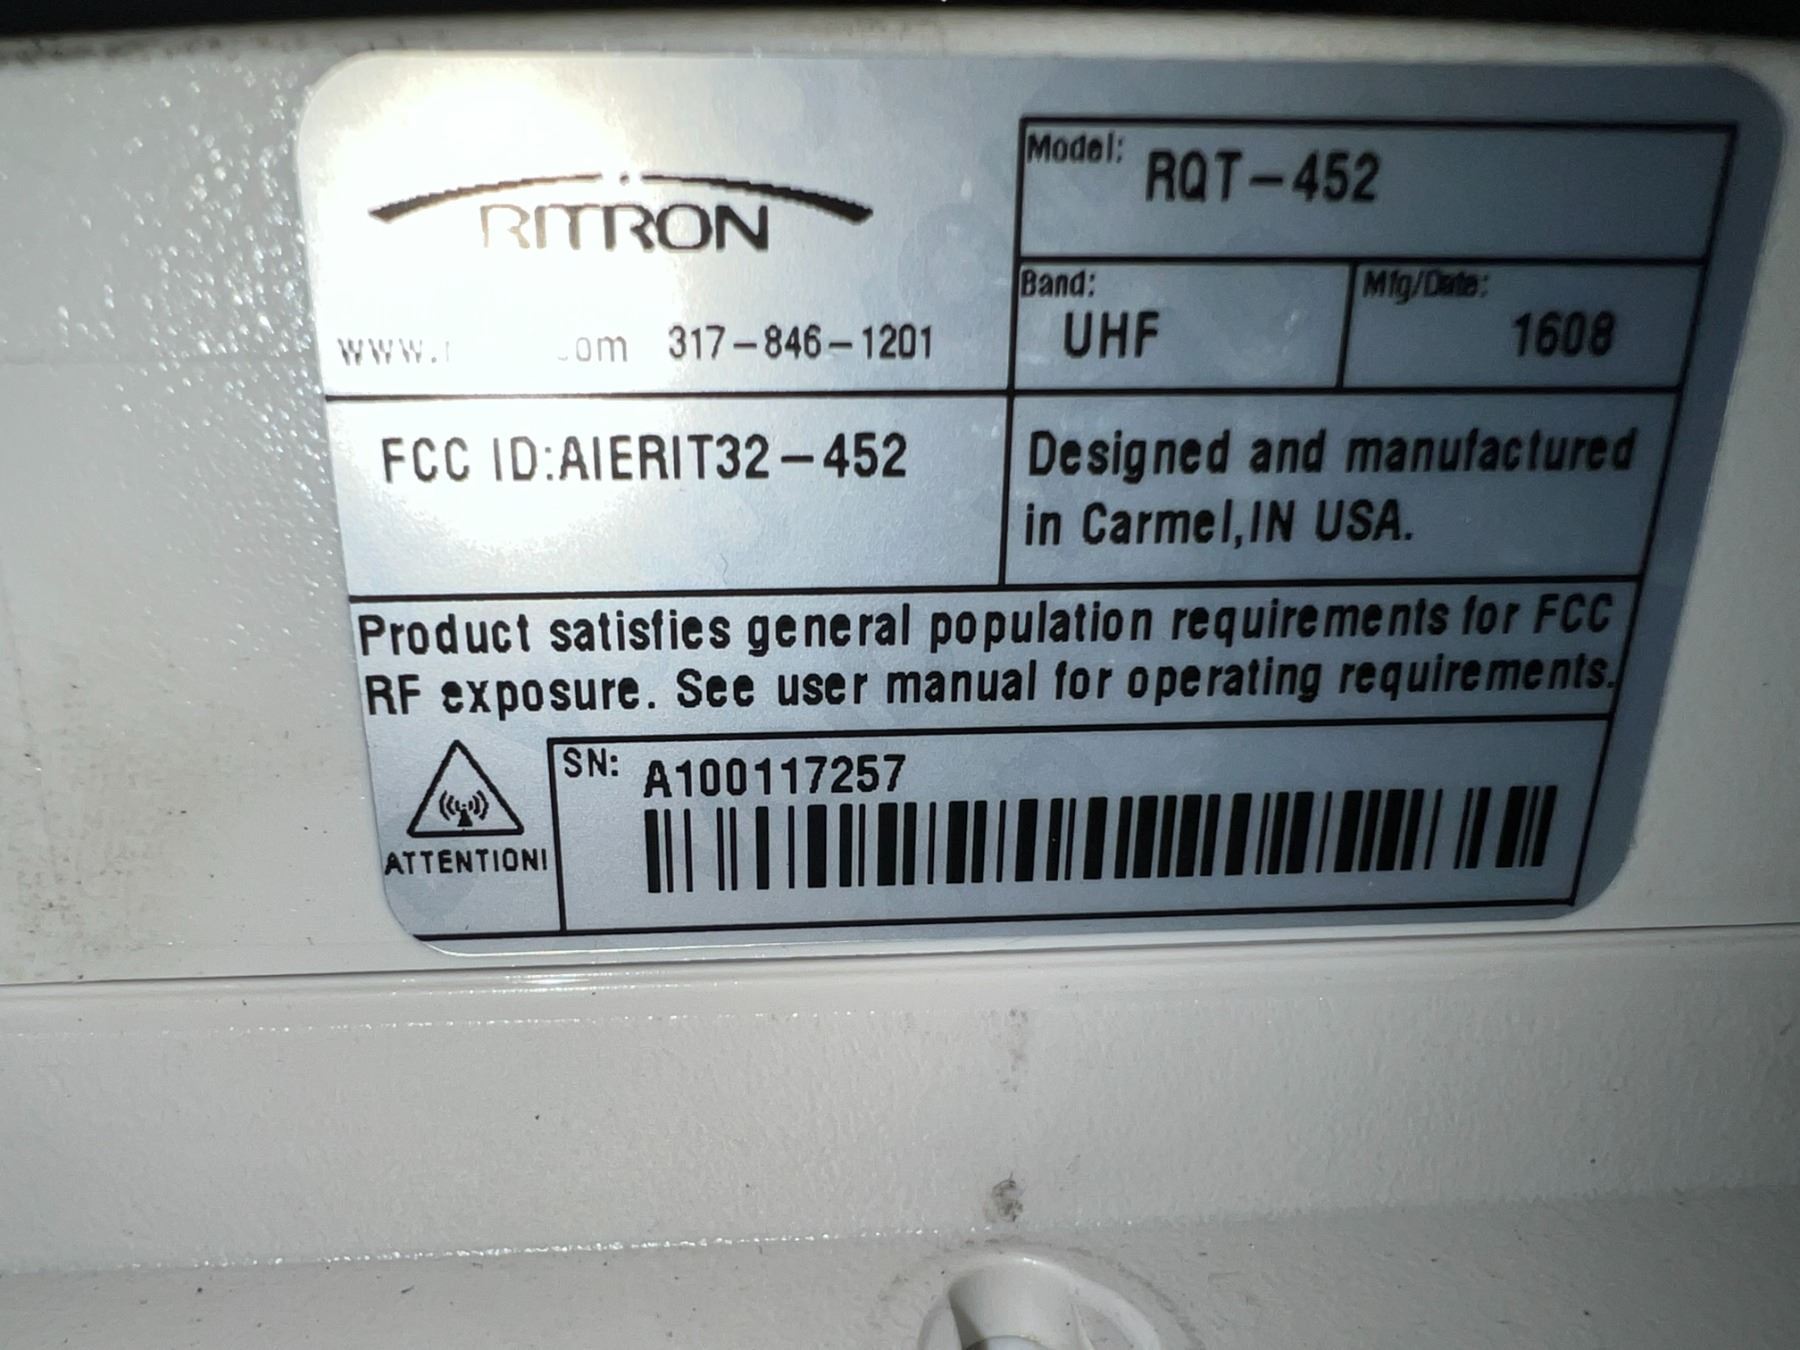 RITRON
317-846-1201
Model: RQT-452
Band: UHF
Mfg/Date: 1608
FCC ID:AIERIT32-452
Designed and manufactured
in Carmel,IN USA.
Product satisfies general population requirements for FCC
RF exposure. See user manual for operating requirements.
ATTENTION!
SN: A100117257